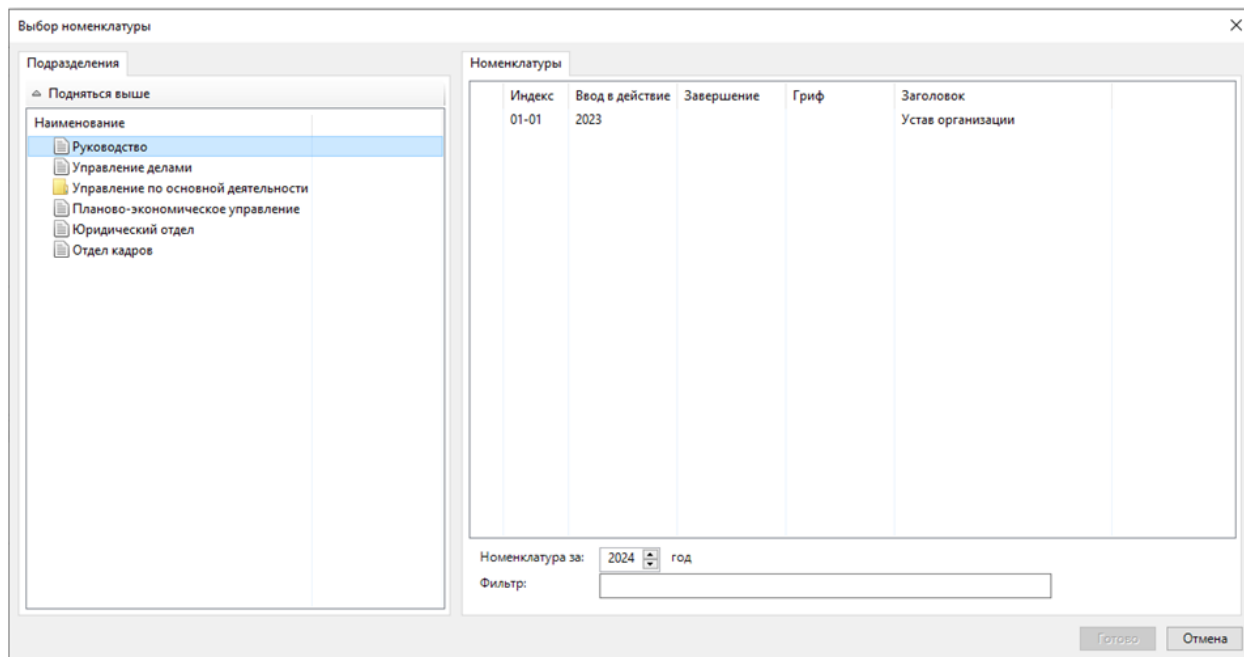 Выбор номенклатуры
Подразделения
Подняться выше
Наименование
Руководство
Управление делами
Управление по основной деятельности
Планово-экономическое управление
Юридический отдел
Отдел кадров
Номенклатуры
Индекс Ввод в действие Завершение Гриф Заголовок
01-01 2023 Устав организации
Номенклатура за: 2024 год
Фильтр:
Готово Отмена